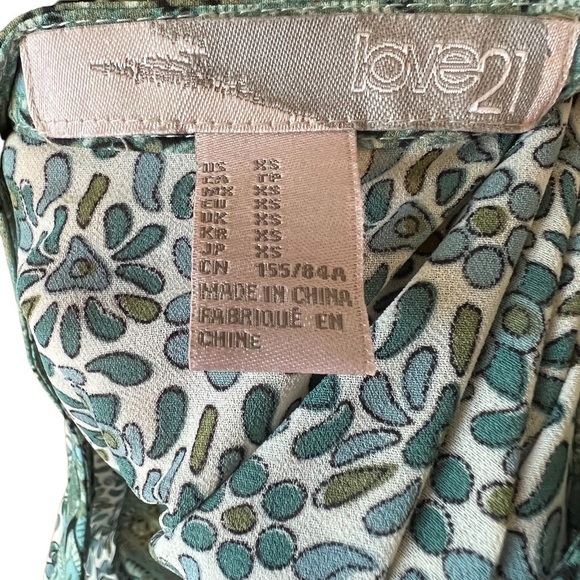 love21
US XS
CA TP
MX XS
EU XS
UK XS
KR XS
JP XS
CN 155/84A
MADE IN CHINA
FABRIQUÉ EN
CHINE